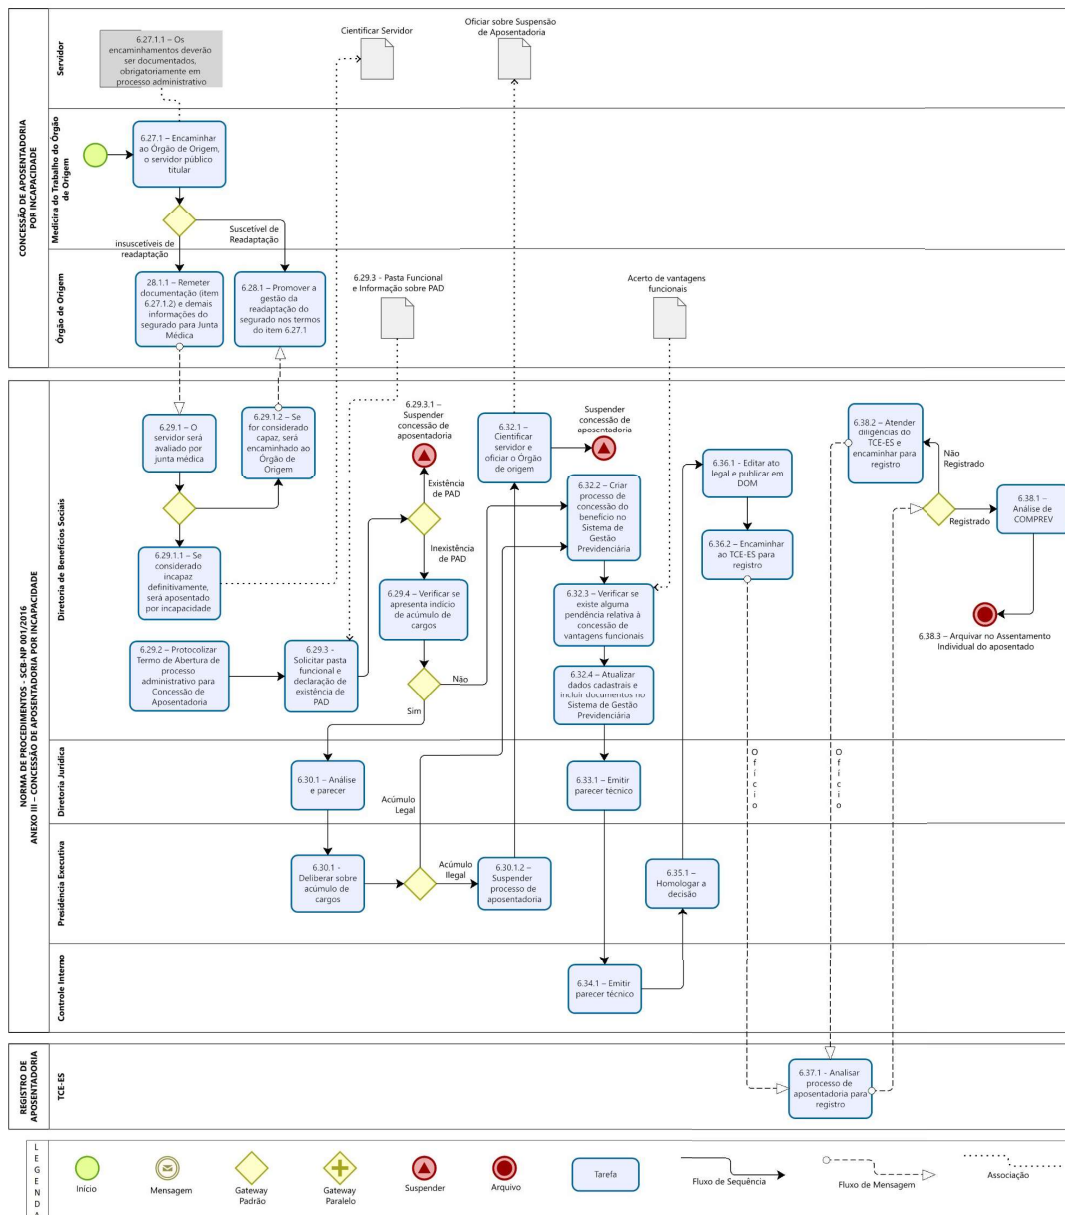 CONCESSÃO DE APOSENTADORIA
POR INCAPACIDADE
Servidor
6.27.1.1 – Os
encaminhamentos deverão
ser documentados,
obrigatoriamente em
processo administrativo
Cientificar Servidor
Oficiar sobre Suspensão
de Aposentadoria
Medicira do Trabalho do Órgão
de Origem
6.27.1 – Encaminhar
ao Órgão de Origem,
o servidor público
titular
insuscetíveis de
readaptação
Suscetível de
Readaptação
Órgão de Origem
28.1.1 – Remeter
documentação (item
6.27.1.2) e demais
informações do
segurado para Junta
Médica
6.28.1 – Promover a
gestão da
readaptação do
segurado nos termos
do item 6.27.1
6.29.3 - Pasta Funcional
e Informação sobre PAD
Acerto de vantagens
funcionais
NORMA DE PROCEDIMENTOS - SCB-NP 001/2016
ANEXO III – CONCESSÃO DE APOSENTADORIA POR INCAPACIDADE
Diretoria de Benefícios Sociais
6.29.1 – O
servidor será
avaliado por
junta médica
6.29.1.2 – Se
for considerado
capaz, será
encaminhado ao
Órgão de Origem
6.29.1.1 – Se
considerado
incapaz
definitivamente,
será aposentado
por incapacidade
6.29.2 – Protocolizar
Termo de Abertura de
processo
administrativo para
Concessão de
Aposentadoria
6.29.3 -
Solicitar pasta
funcional e
declaração de
existência de
PAD
6.29.3.1 –
Suspender
concessão de
aposentadoria
Existência
de PAD
Inexistência
de PAD
6.29.4 – Verificar se
apresenta indício
de acúmulo de
cargos
Não
Sim
6.32.1 –
Cientificar
servidor e
oficiar o Órgão
de origem
Suspender
concessão de
aposentadoria
6.32.2 – Criar
processo de
concessão do
benefício no
Sistema de
Gestão
Previdenciária
6.32.3 – Verificar se
existe alguma
pendência relativa à
concessão de
vantagens funcionais
6.32.4 – Atualizar
dados cadastrais e
incluir documentos no
Sistema de Gestão
Previdenciária
6.36.1 - Editar ato
legal e publicar em
DOM
6.36.2 – Encaminhar
ao TCE-ES para
registro
6.38.2 – Atender
diligências do
TCE-ES e
encaminhar para
registro
Não
Registrado
Registrado
6.38.1 –
Análise de
COMPREV
6.38.3 – Arquivar no Assentamento
Individual do aposentado
Diretoria Jurídica
6.30.1 – Análise
e parecer
Acúmulo
Legal
6.33.1 – Emitir
parecer técnico
Ofício
Ofício
Presidência Executiva
6.30.1 -
Deliberar sobre
acúmulo de
cargos
Acúmulo
Ilegal
6.30.1.2 –
Suspender
processo de
aposentadoria
6.35.1 –
Homologar a
decisão
Controle Interno
6.34.1 – Emitir
parecer técnico
REGISTRO DE
APOSENTADORIA
TCE-ES
6.37.1 - Analisar
processo de
aposentadoria para
registro
LEGENDA
Início
Mensagem
Gateway
Padrão
Gateway
Paralelo
Suspender
Arquivo
Tarefa
Fluxo de Sequência
Fluxo de Mensagem
Associação